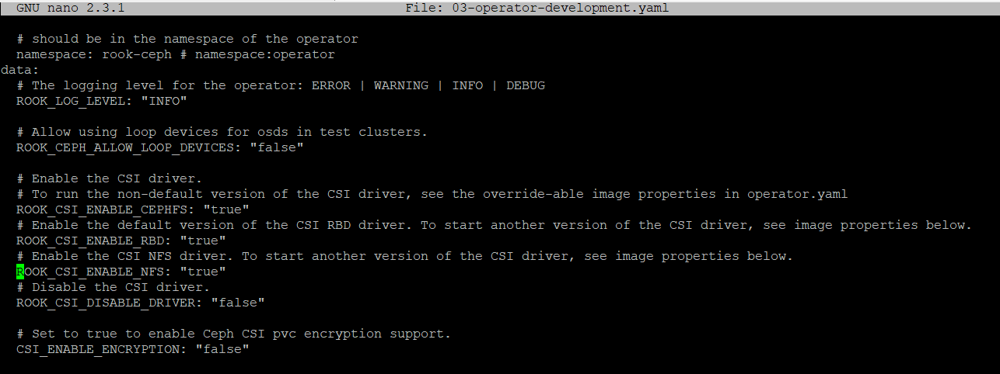 GNU nano 2.3.1 File: 03-operator-development.yaml
# should be in the namespace of the operator
namespace: rook-ceph # namespace:operator
data:
# The logging level for the operator: ERROR | WARNING | INFO | DEBUG
ROOK_LOG_LEVEL: "INFO"
# Allow using loop devices for osds in test clusters.
ROOK_CEPH_ALLOW_LOOP_DEVICES: "false"
# Enable the CSI driver.
# To run the non-default version of the CSI driver, see the override-able image properties in operator.yaml
ROOK_CSI_ENABLE_CEPHFS: "true"
# Enable the default version of the CSI RBD driver. To start another version of the CSI driver, see image properties below.
ROOK_CSI_ENABLE_RBD: "true"
# Enable the CSI NFS driver. To start another version of the CSI driver, see image properties below.
ROOK_CSI_ENABLE_NFS: "true"
# Disable the CSI driver.
ROOK_CSI_DISABLE_DRIVER: "false"
# Set to true to enable Ceph CSI pvc encryption support.
CSI_ENABLE_ENCRYPTION: "false"